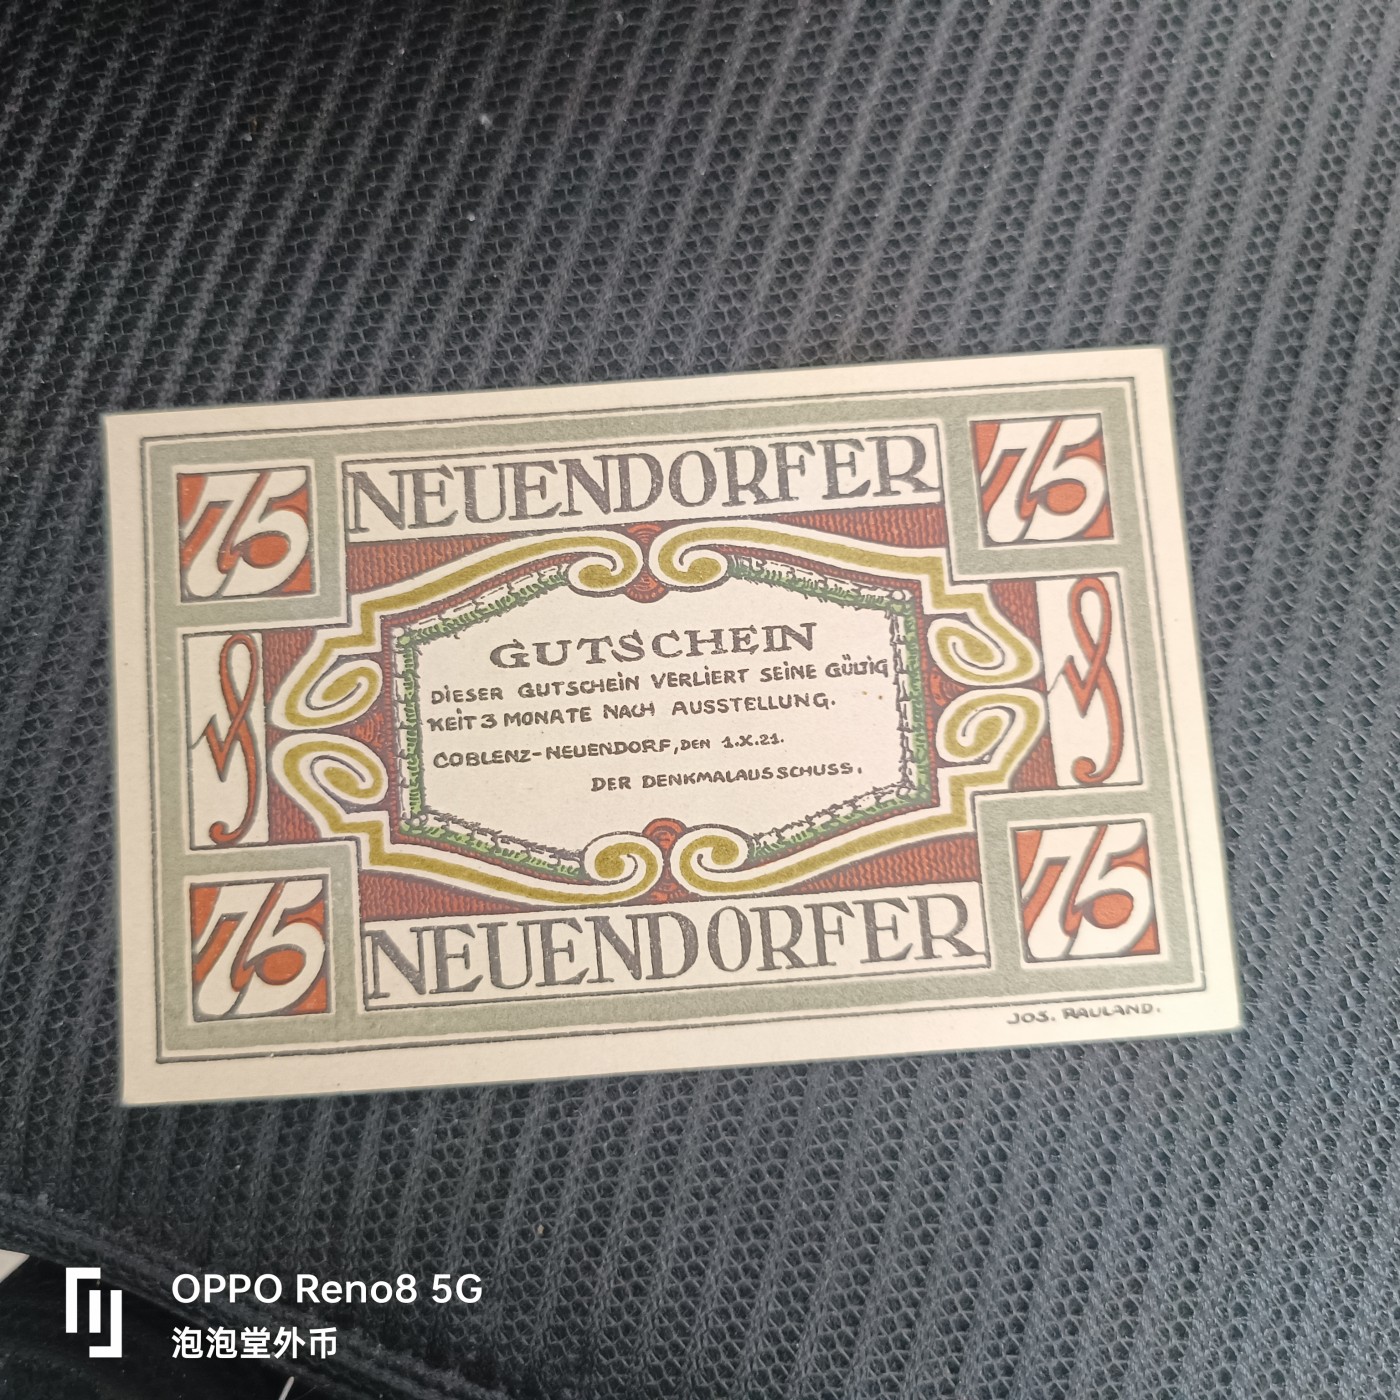 NEUENDORFER
75
75
GUTSCHEIN
DIESER GUTSCHEIN VERLIERT SEINE GÜLTIG
KEIT 3 MONATE NACH AUSSTELLUNG.
COBLENZ-NEUENDORF, DEN 1.X.21.
DER DENKMALAUSSCHUSS.
75
75
NEUENDORFER
JOS. RAULAND.
OPPO Reno8 5G
泡泡堂外币